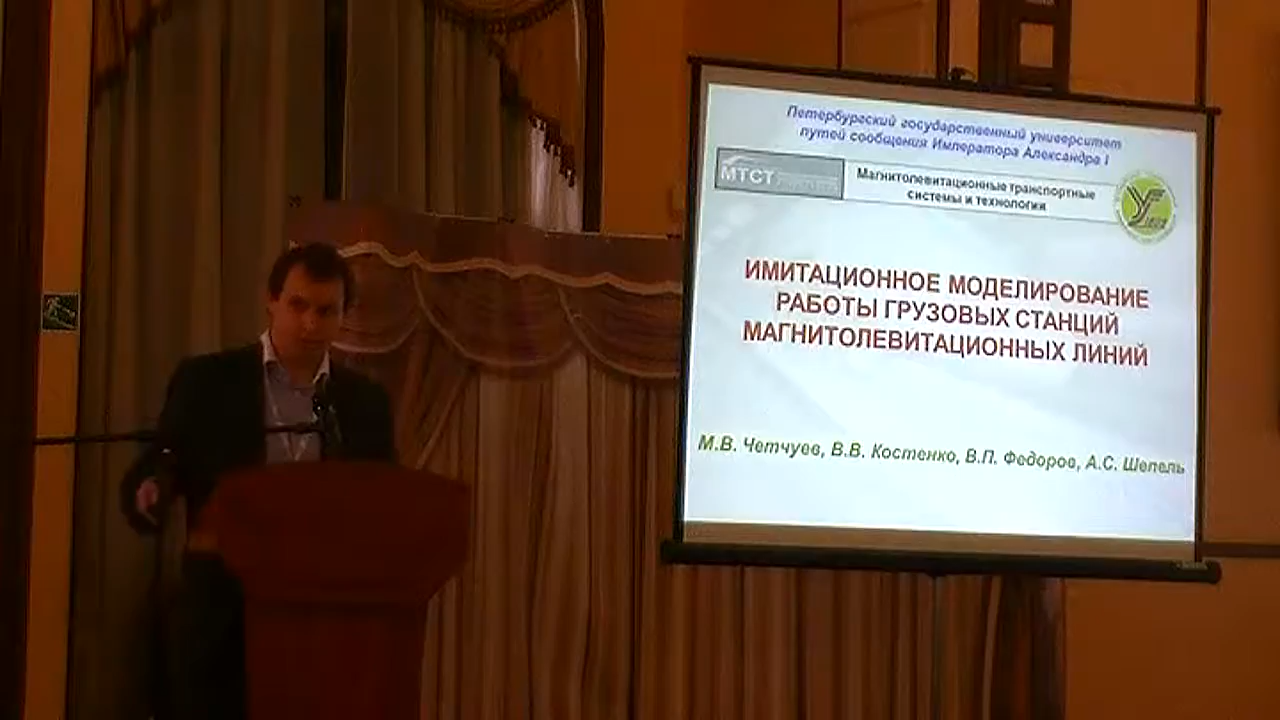 Петербургский государственный университет
путей сообщения Императора Александра I
МТСТ
Магнитолевитационные транспортные
системы и технологии
ИМИТАЦИОННОЕ МОДЕЛИРОВАНИЕ
РАБОТЫ ГРУЗОВЫХ СТАНЦИЙ
МАГНИТОЛЕВИТАЦИОННЫХ ЛИНИЙ
М.В. Четчуев, В.В. Костенко, В.П. Федоров, А.С. Шепель